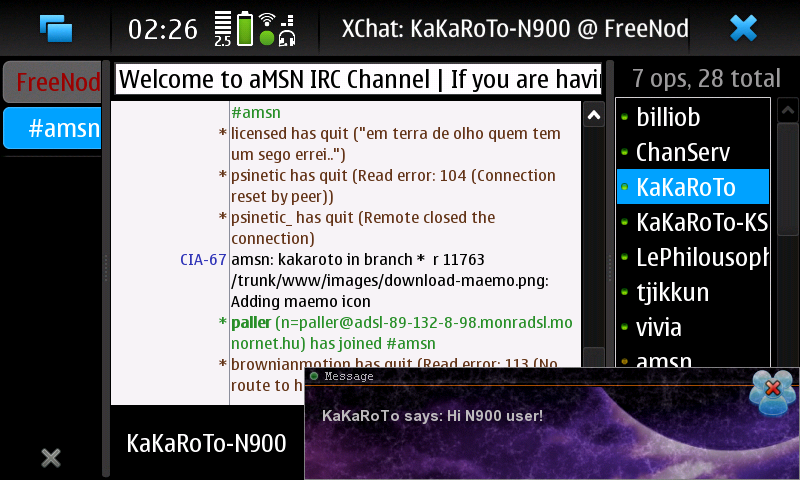 02:26
2.5
XChat: KaKaRoTo-N900 @ FreeNod
FreeNod
#amsn
Welcome to aMSN IRC Channel | If you are havin
7 ops, 28 total
#amsn
* licensed has quit ("em terra de olho quem tem
um sego errei..")
* psinetic has quit (Read error: 104 (Connection
reset by peer))
* psinetic_ has quit (Remote closed the
connection)
CIA-67 amsn: kakaroto in branch * r 11763
/trunk/www/images/download-maemo.png:
Adding maemo icon
* paller (n=paller@adsl-89-132-8-98.monradsl.mo
nornet.hu) has joined #amsn
* brownianmotion has quit (Read error: 113 (No
route to h
billiob
ChanServ
KaKaRoTo
KaKaRoTo-KS
LePhilousoph
tjikkun
vivia
amsn
KaKaRoTo-N900
Message
KaKaRoTo says: Hi N900 user!